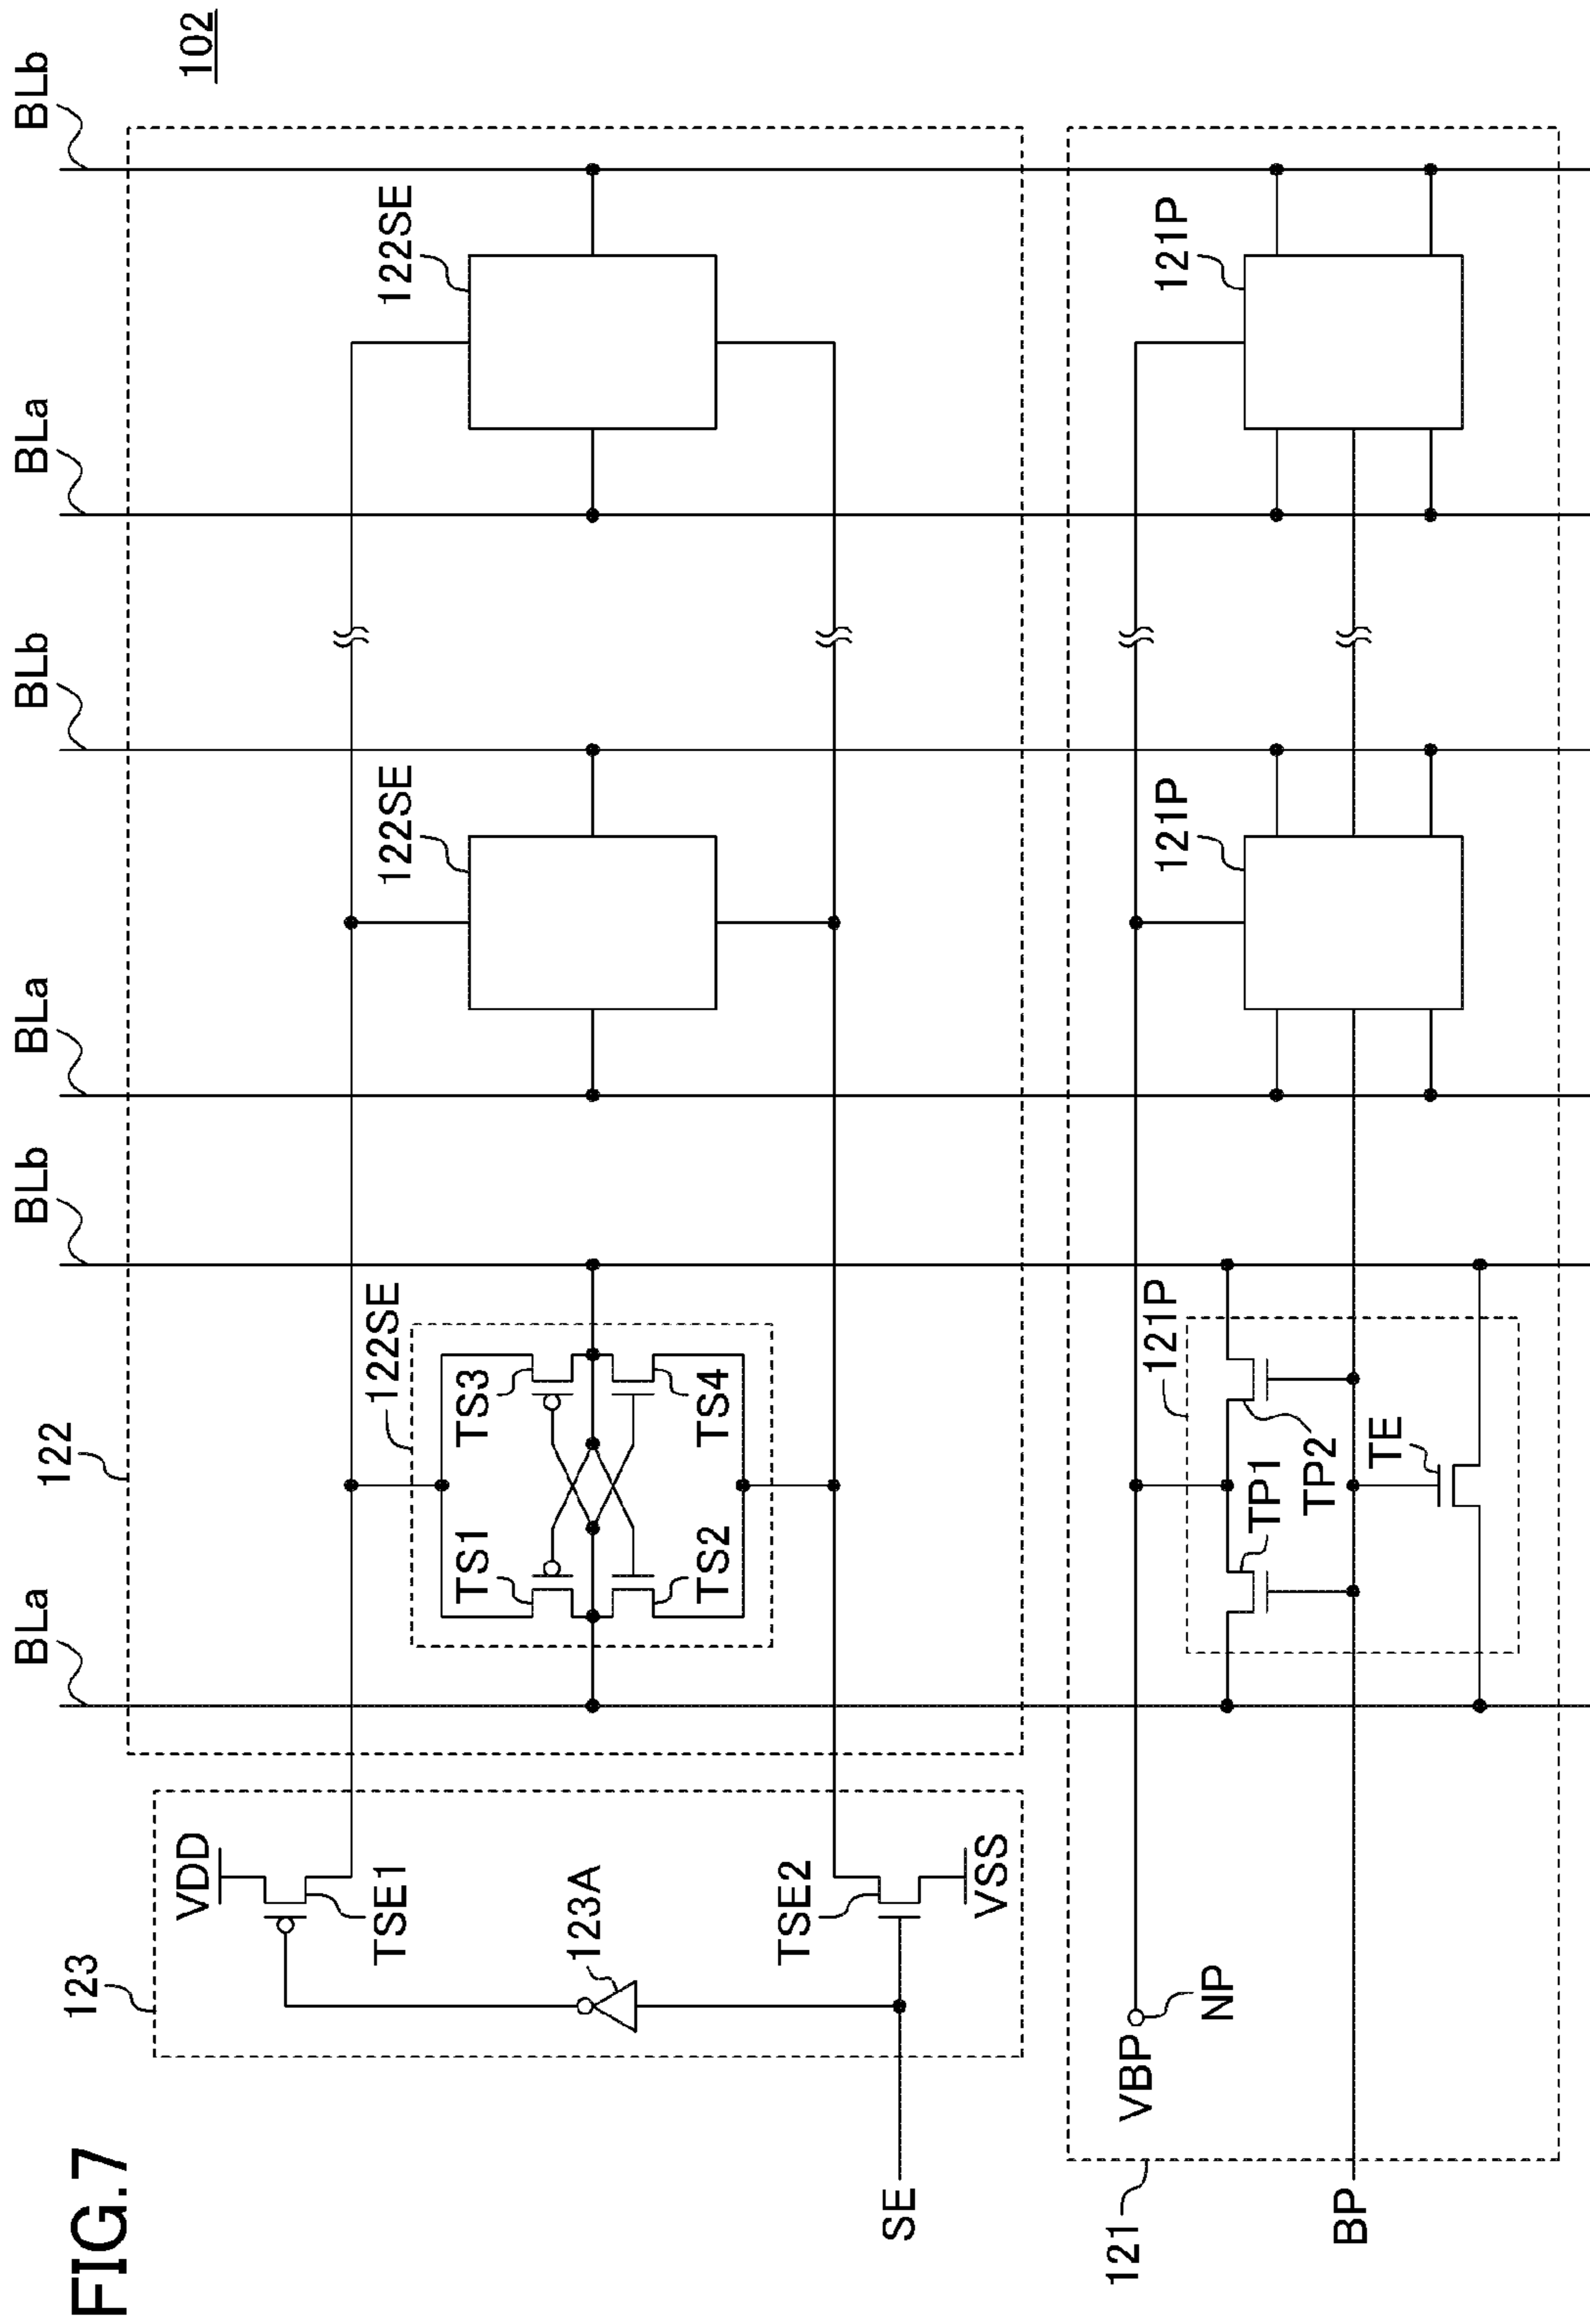 FIG.7
102
BLa
BLb
BLa
BLb
BLa
BLb
123
122
VDD
TSE1
123A
TSE2
VSS
SE
122SE
TS1
TS3
TS2
TS4
122SE
122SE
121
VBP
NP
BP
121P
TP1
TP2
TE
121P
121P